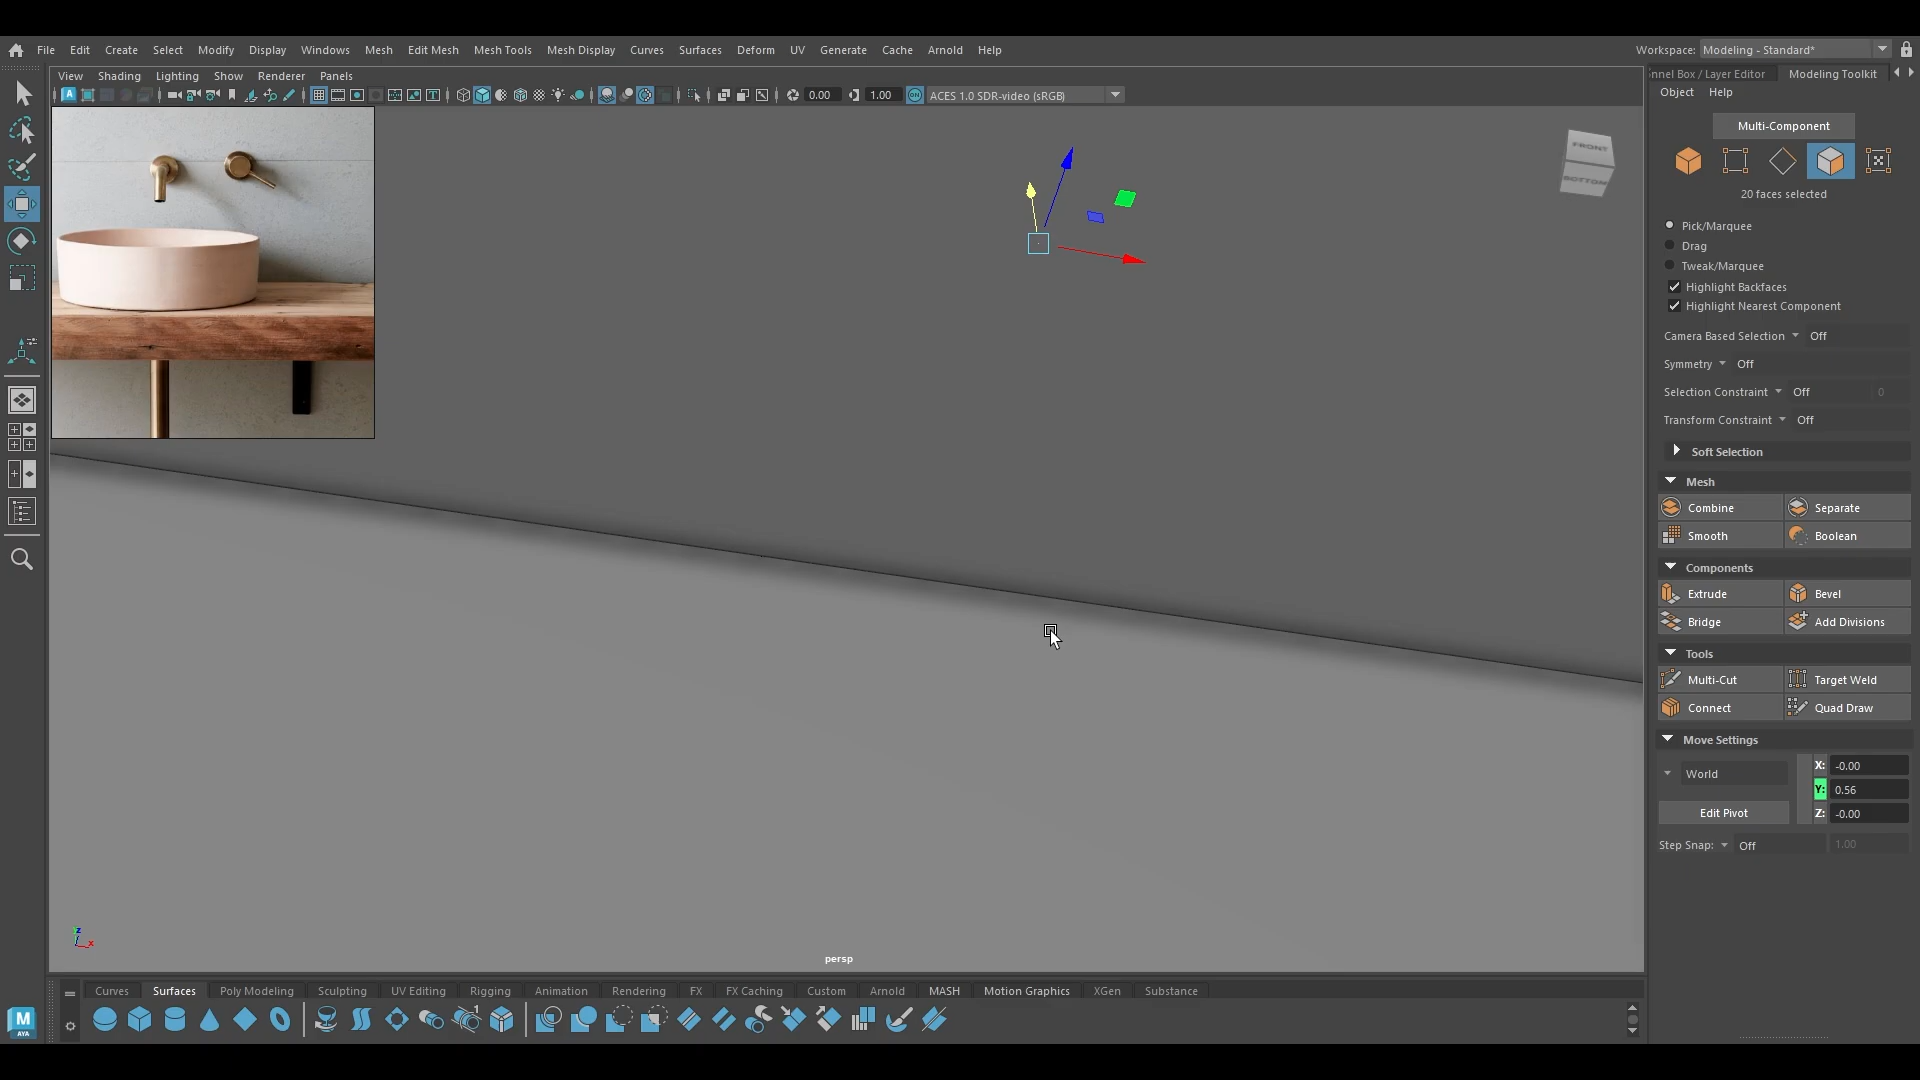 File Edit Create Select Modify Display Windows Mesh Edit Mesh Mesh Tools Mesh Display Curves Surfaces Deform UV Generate Cache Arnold Help
Workspace: Modeling - Standard*
View Shading Lighting Show Renderer Panels
0.00 1.00 ON ACES 1.0 SDR-video (sRGB)
nnel Box / Layer Editor Modeling Toolkit
Object Help
Multi-Component
20 faces selected
Pick/Marquee
Drag
Tweak/Marquee
Highlight Backfaces
Highlight Nearest Component
Camera Based Selection Off
Symmetry Off
Selection Constraint Off 0
Transform Constraint Off
Soft Selection
Mesh
Combine Separate
Smooth Boolean
Components
Extrude Bevel
Bridge Add Divisions
Tools
Multi-Cut Target Weld
Connect Quad Draw
Move Settings
World
X: -0.00
Y: 0.56
Z: -0.00
Edit Pivot
Step Snap: Off 1.00
FRONT
BOTTOM
z
x
persp
Curves Surfaces Poly Modeling Sculpting UV Editing Rigging Animation Rendering FX FX Caching Custom Arnold MASH Motion Graphics XGen Substance
M
AYA